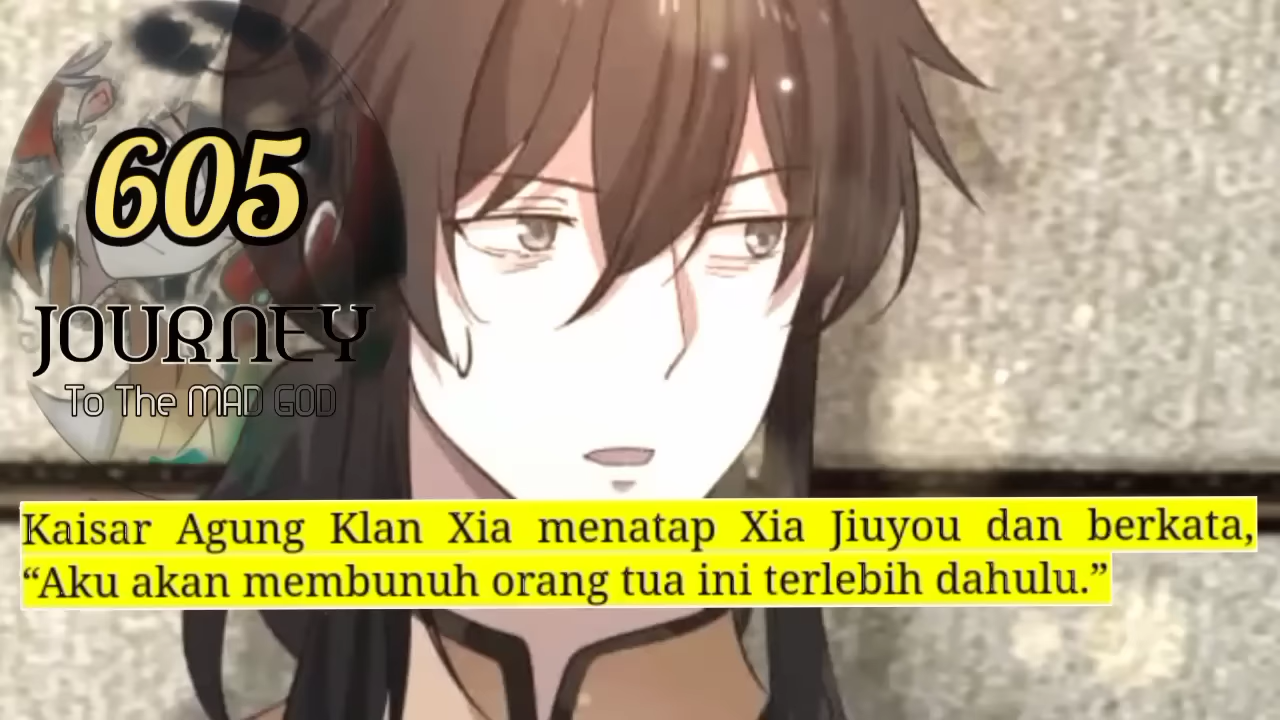 605
JOURNEY
To The MAD GOD
Kaisar Agung Klan Xia menatap Xia Jiuyou dan berkata,
“Aku akan membunuh orang tua ini terlebih dahulu.”